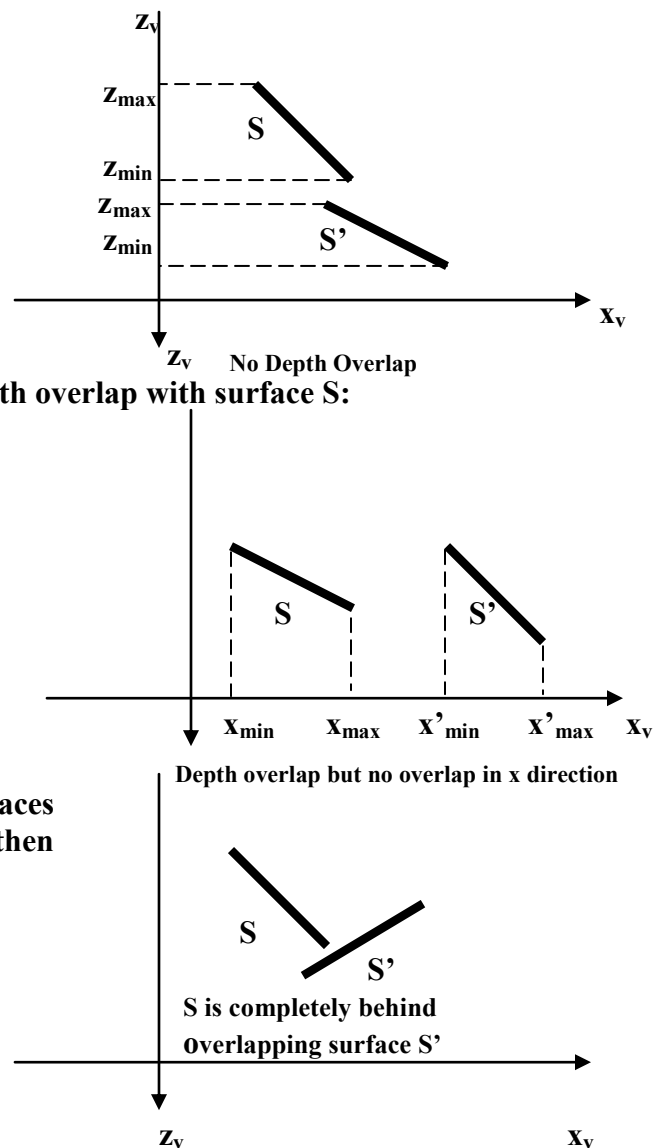 zv
zmax
S
zmin
zmax
S’
zmin
xv
zv No Depth Overlap
th overlap with surface S:
S S’
xmin xmax x’min x’max xv
Depth overlap but no overlap in x direction
aces
then
S
S’
S is completely behind
overlapping surface S’
zv xv